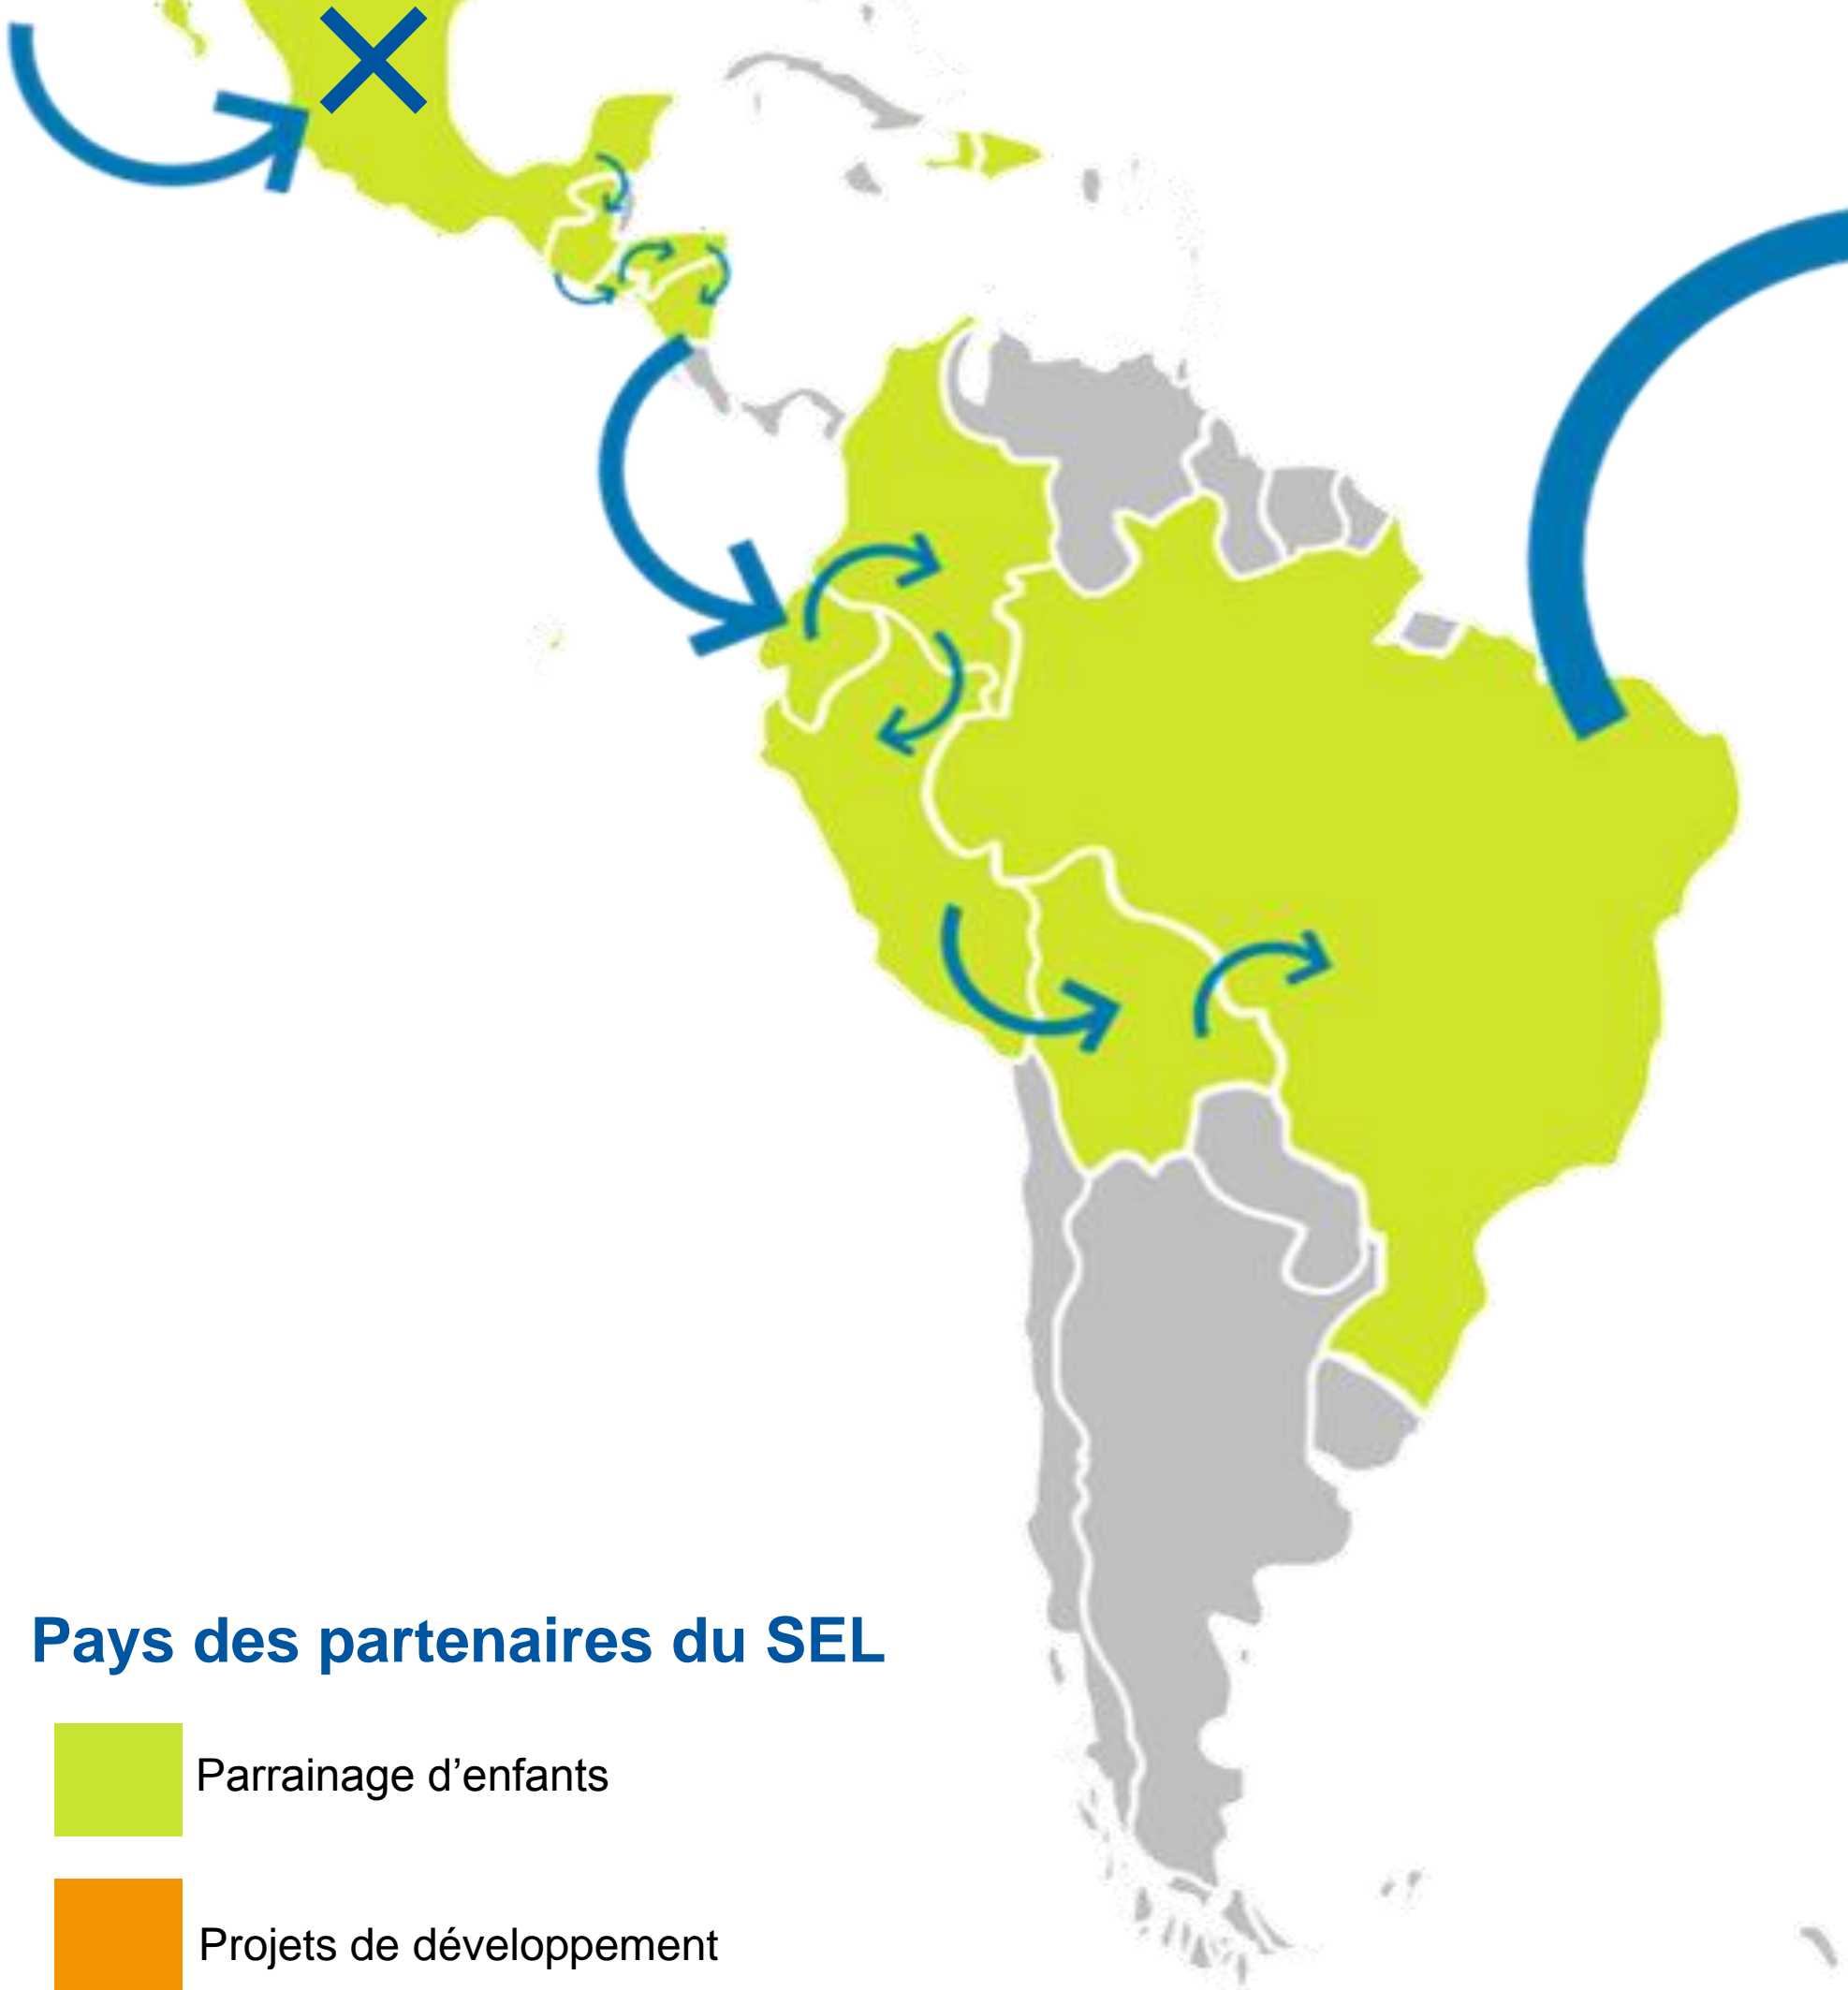 Pays des partenaires du SEL
Parrainage d’enfants
Projets de développement